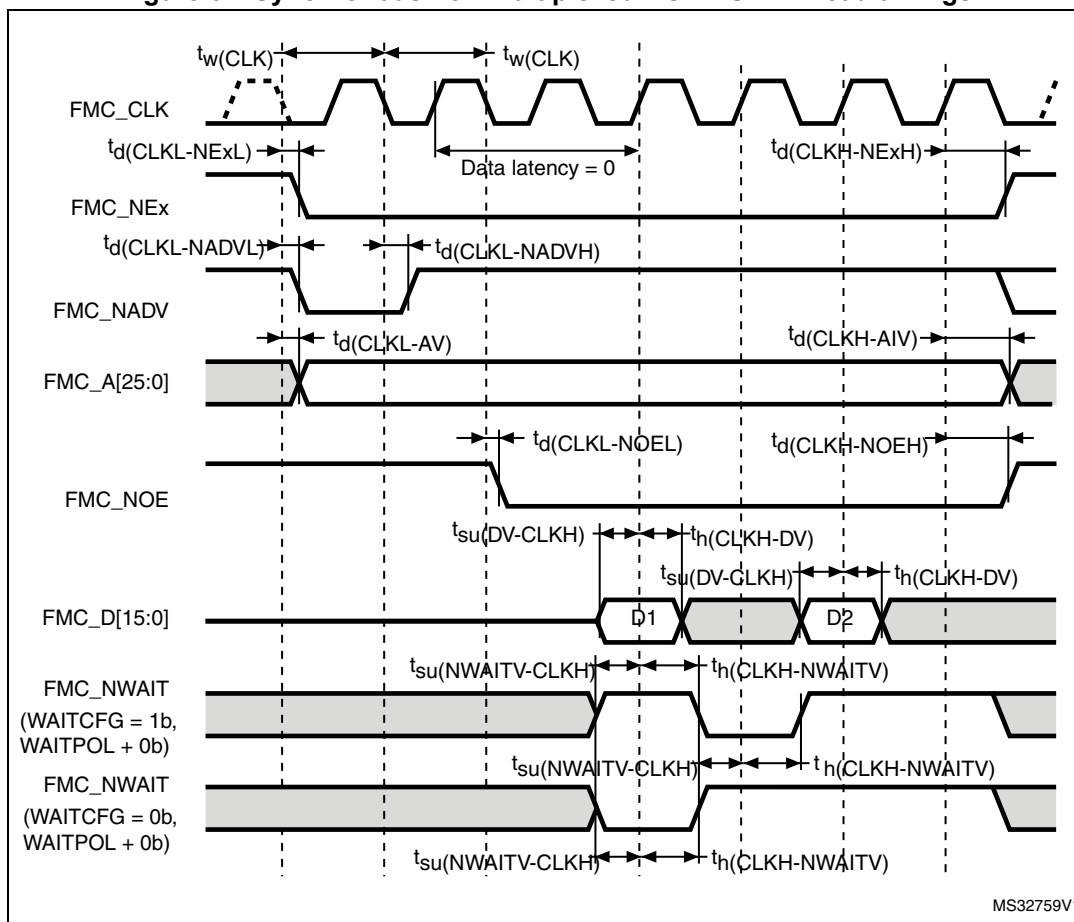 tw(CLK) tw(CLK)
FMC_CLK
td(CLKL-NExL) Data latency = 0 td(CLKH-NExH)
FMC_NEx
td(CLKL-NADVL) td(CLKL-NADVH)
FMC_NADV
td(CLKL-AV) td(CLKH-AIV)
FMC_A[25:0]
td(CLKL-NOEL) td(CLKH-NOEH)
FMC_NOE
tsu(DV-CLKH) th(CLKH-DV)
tsu(DV-CLKH) th(CLKH-DV)
FMC_D[15:0] D1 D2
tsu(NWAITV-CLKH) th(CLKH-NWAITV)
FMC_NWAIT
(WAITCFG = 1b,
WAITPOL + 0b)
tsu(NWAITV-CLKH) t h(CLKH-NWAITV)
FMC_NWAIT
(WAITCFG = 0b,
WAITPOL + 0b)
tsu(NWAITV-CLKH) th(CLKH-NWAITV)